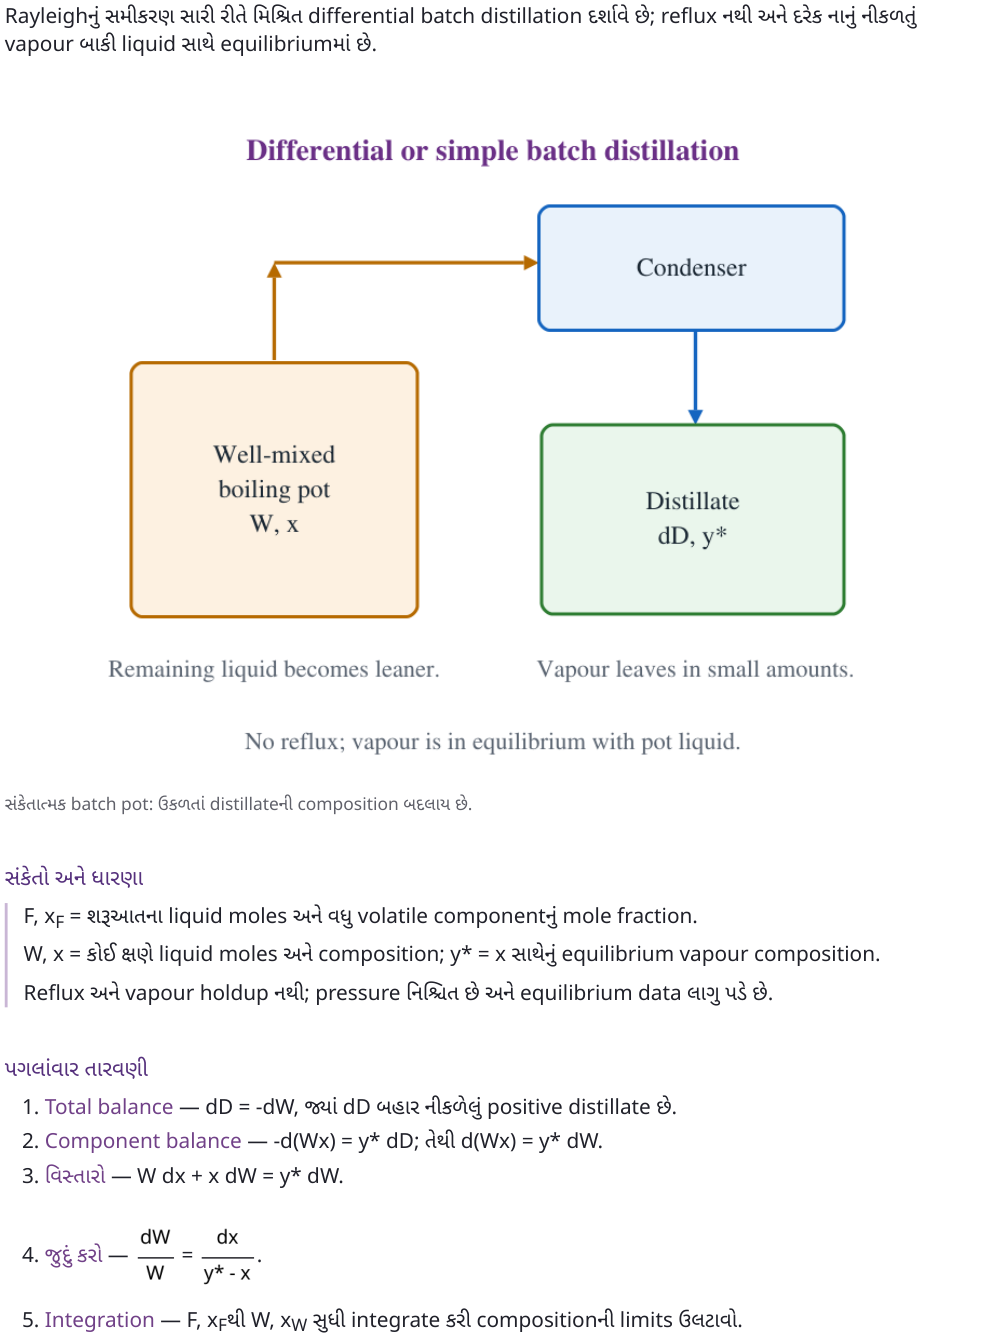 Rayleighનું સમીકરણ સારી રીતે મિશ્રિત differential batch distillation દર્શાવે છે; reflux નથી અને દરેક નાનું નીકળતું
vapour બાકી liquid સાથે equilibriumમાં છે.
Differential or simple batch distillation
Condenser
Well-mixed
boiling pot
W, x
Distillate
dD, y*
Remaining liquid becomes leaner.
Vapour leaves in small amounts.
No reflux; vapour is in equilibrium with pot liquid.
સંકેતાત્મક batch pot: ઉકળતાં distillateની composition બદલાય છે.
સંકેતો અને ધારણા
F, x_F = શરૂઆતના liquid moles અને વધુ volatile componentનું mole fraction.
W, x = કોઈ ક્ષણે liquid moles અને composition; y* = x સાથેનું equilibrium vapour composition.
Reflux અને vapour holdup નથી; pressure નિશ્ચિત છે અને equilibrium data લાગુ પડે છે.
પગલાંવાર તારવણી
1. Total balance — dD = -dW, જ્યાં dD બહાર નીકળેલું positive distillate છે.
2. Component balance — -d(Wx) = y* dD; તેથી d(Wx) = y* dW.
3. વિસ્તારો — W dx + x dW = y* dW.
4. જુદું કરો — dW/W = dx/(y* - x).
5. Integration — F, x_Fથી W, x_W સુધી integrate કરી compositionની limits ઉલટાવો.